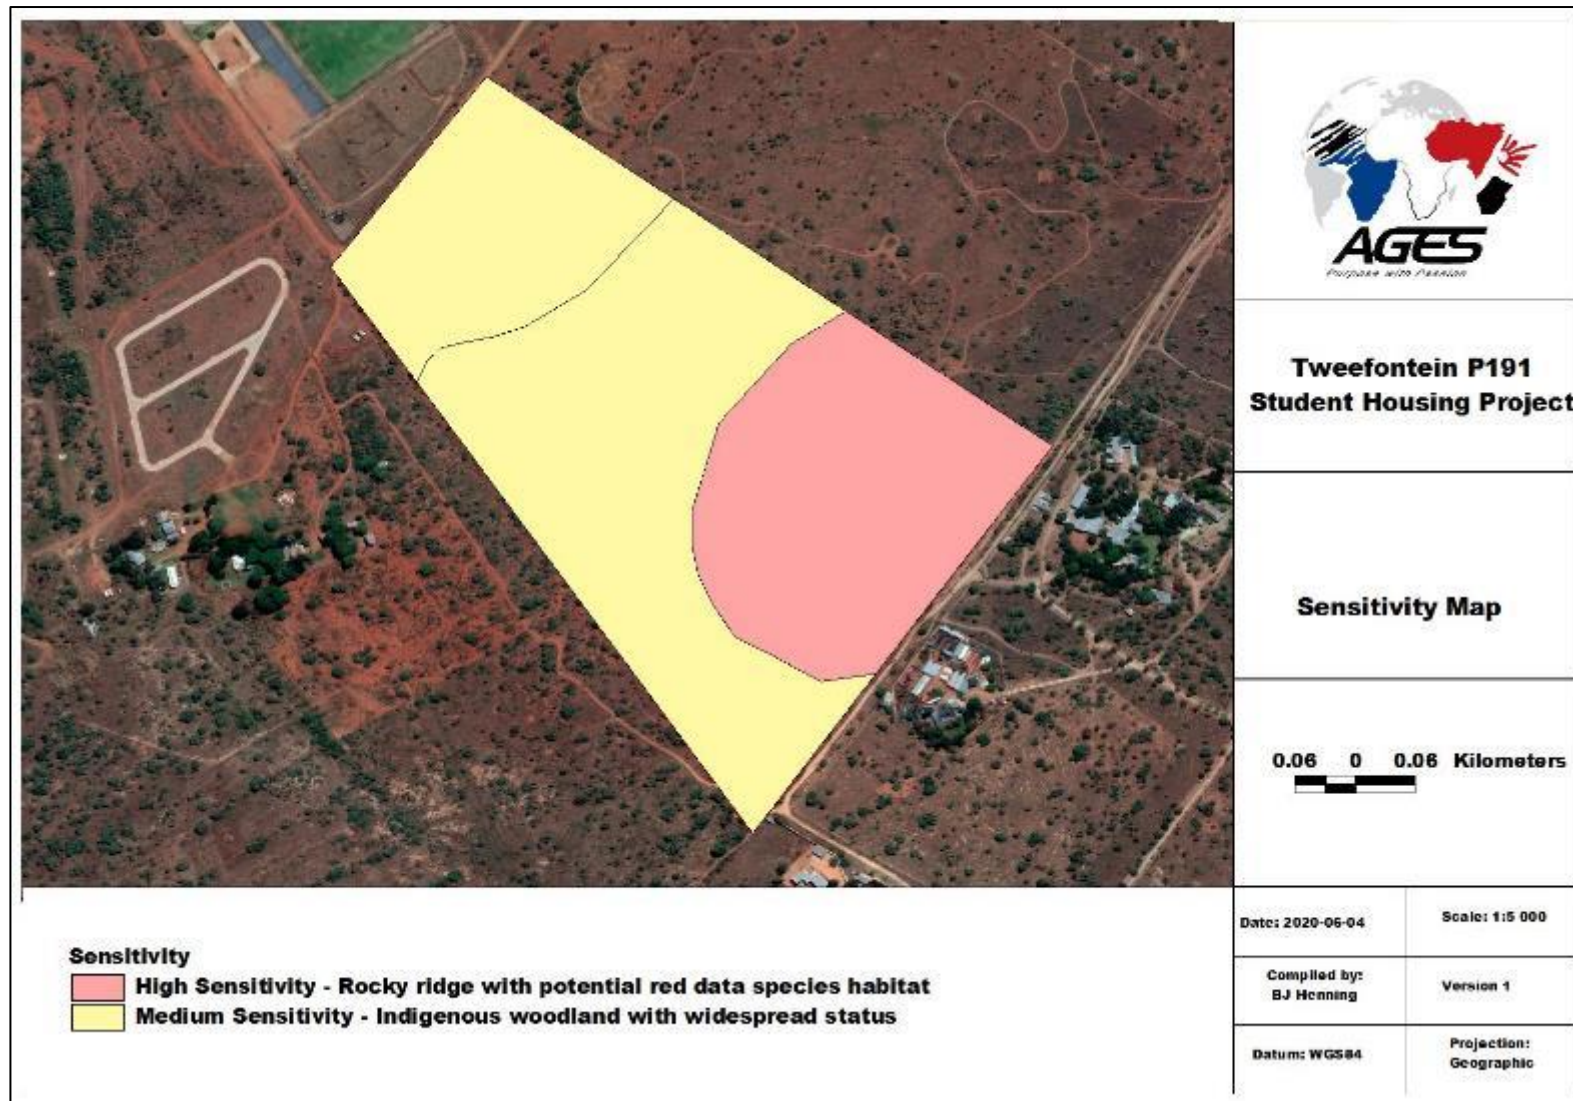 AGES
Purpose with Passion
Tweefontein P191
Student Housing Project
Sensitivity Map
0.06 0 0.06 Kilometers
Sensitivity
High Sensitivity - Rocky ridge with potential red data species habitat
Medium Sensitivity - Indigenous woodland with widespread status
Date: 2020-06-04
Scale: 1:5 000
Compiled by:
BJ Henning
Version 1
Datum: WGS84
Projection:
Geographic